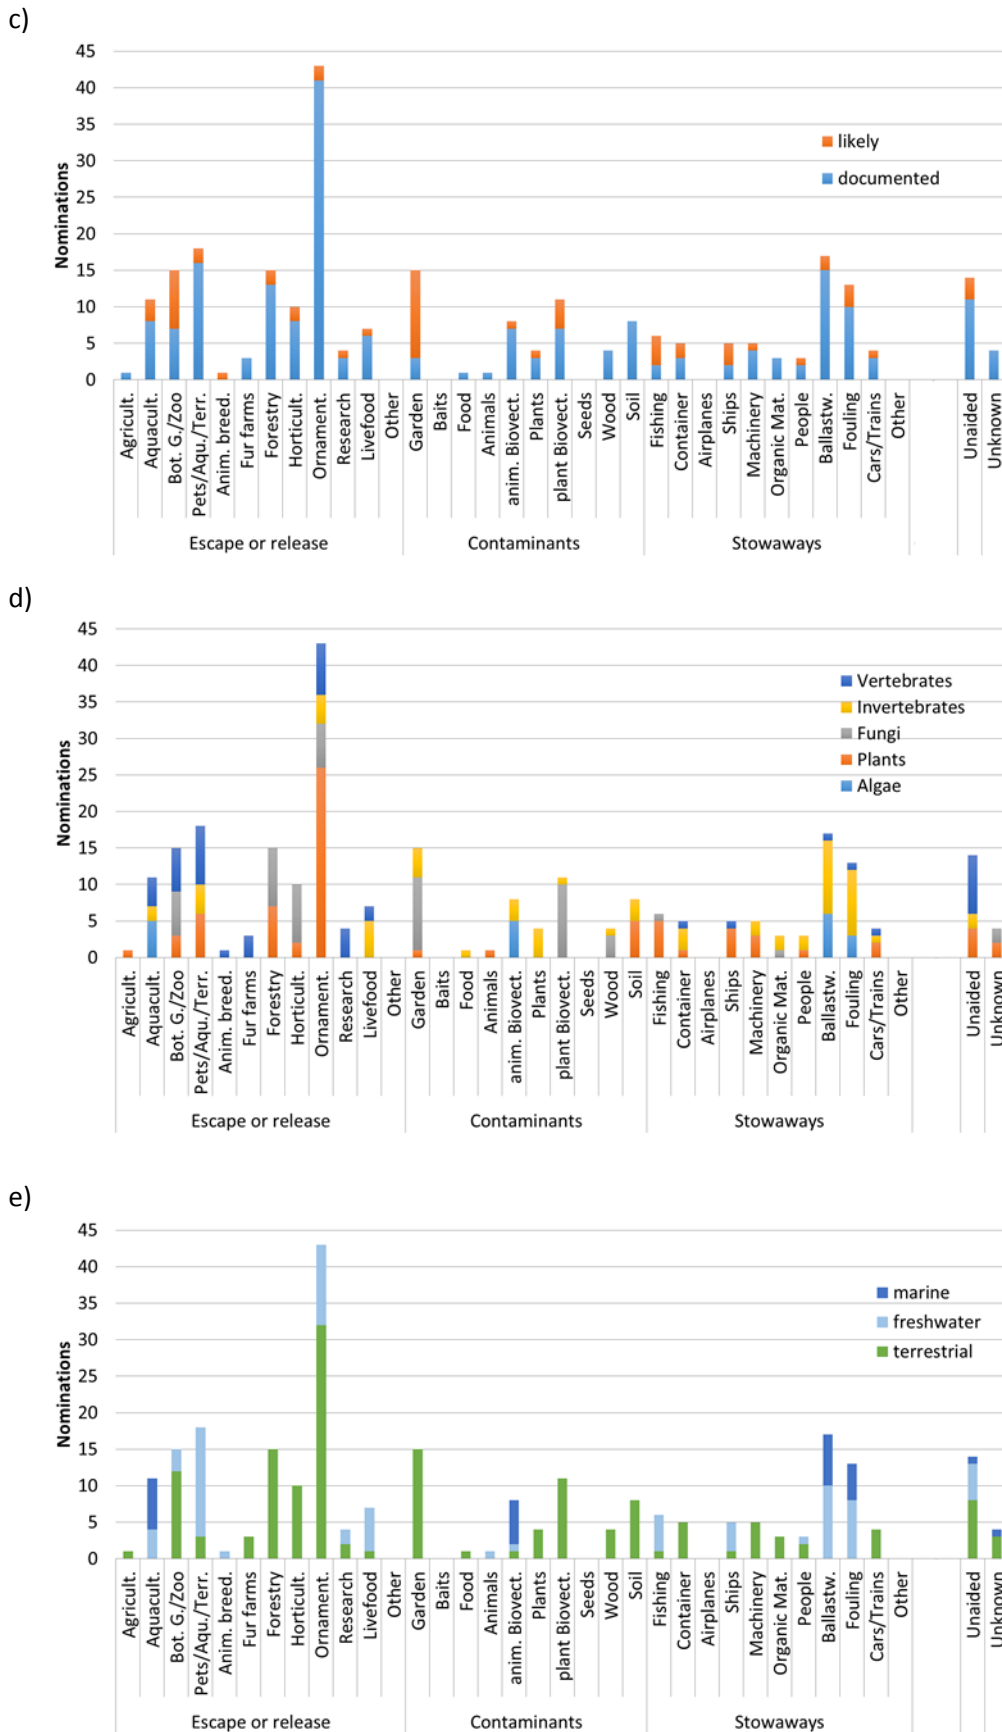 c)
45
40
35
30
25
20
15
10
5
0
Nominations
likely
documented
Agricult.
Aquacult.
Bot. G./Zoo
Pets/Aqu./Terr.
Anim. breed.
Fur farms
Forestry
Horticult.
Ornament.
Research
Livefood
Other
Garden
Baits
Food
Animals
anim. Biovect.
Plants
plant Biovect.
Seeds
Wood
Soil
Fishing
Container
Airplanes
Ships
Machinery
Organic Mat.
People
Ballastw.
Fouling
Cars/Trains
Other
Unaided
Unknown
Escape or release
Contaminants
Stowaways
d)
45
40
35
30
25
20
15
10
5
0
Nominations
Vertebrates
Invertebrates
Fungi
Plants
Algae
Agricult.
Aquacult.
Bot. G,/Zoo
Pets/Aqu./Terr.
Anim. breed.
Fur farms
Forestry
Horticult.
Ornament.
Research
Livefood
Other
Garden
Baits
Food
Animals
anim. Biovect.
Plants
plant Biovect.
Seeds
Wood
Soil
Fishing
Container
Airplanes
Ships
Machinery
Organic Mat.
People
Ballastw.
Fouling
Cars/Trains
Other
Unaided
Unknown
Escape or release
Contaminants
Stowaways
e)
45
40
35
30
25
20
15
10
5
0
Nominations
marine
freshwater
terrestrial
Agricult.
Aquacult.
Bot. G,/Zoo
Pets/Aqu./Terr.
Anim. breed.
Fur farms
Forestry
Horticult.
Ornament.
Research
Livefood
Other
Garden
Baits
Food
Animals
anim. Biovect.
Plants
plant Biovect.
Seeds
Wood
Soil
Fishing
Container
Airplanes
Ships
Machinery
Organic Mat.
People
Ballastw.
Fouling
Cars/Trains
Other
Unaided
Unknown
Escape or release
Contaminants
Stowaways